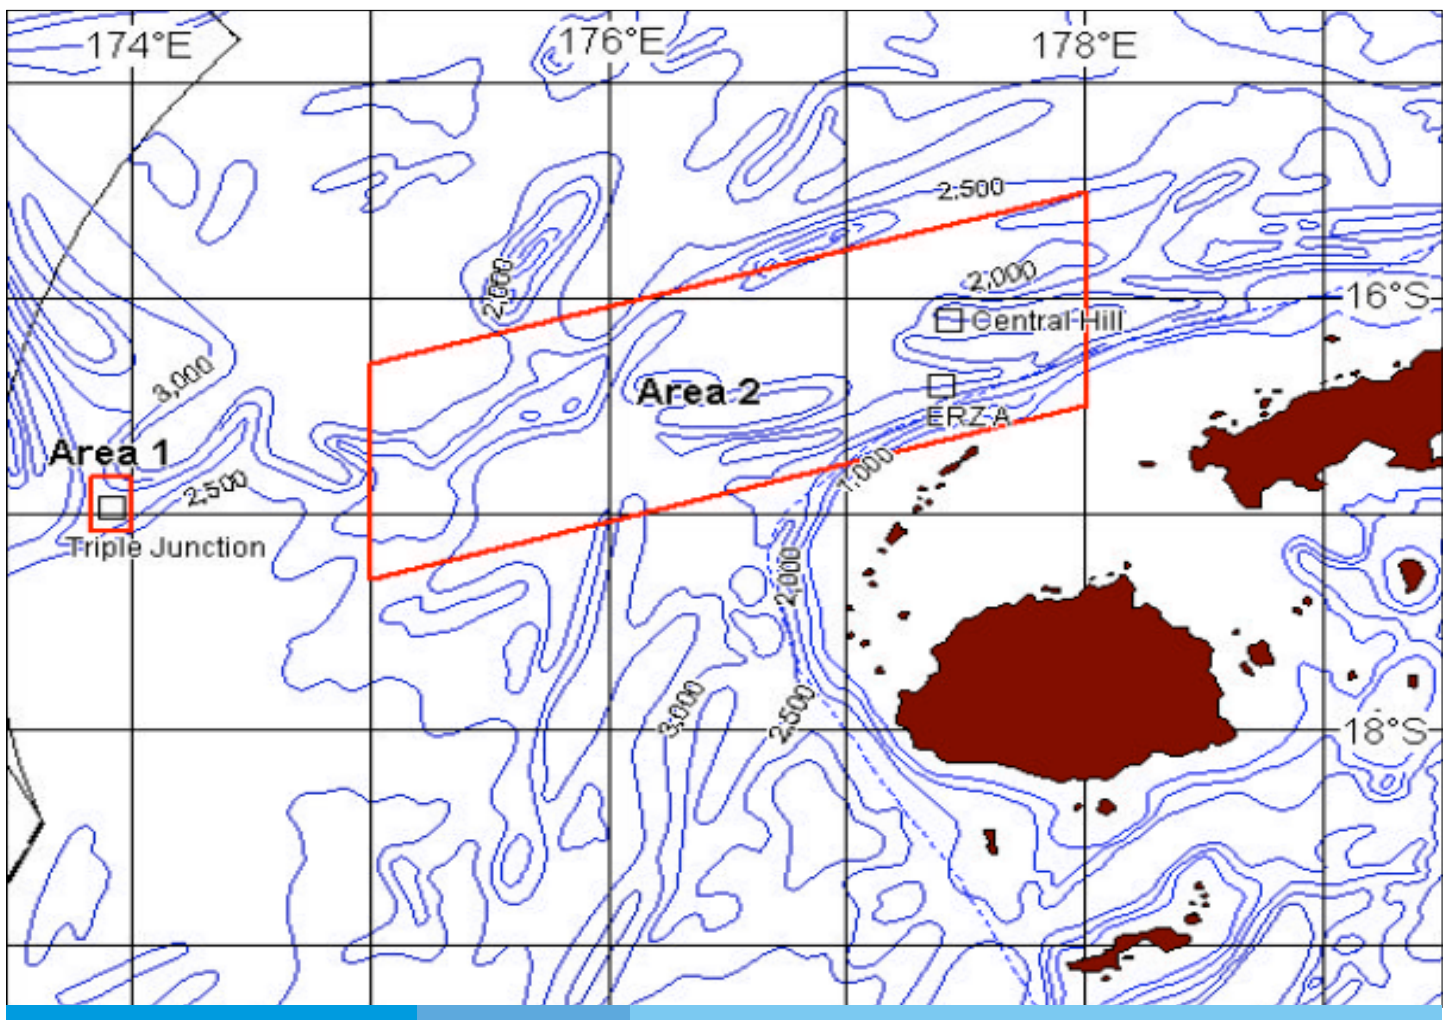 174°E
176°E
178°E
2,500
2,000
2,000
16°S
Central Hill
3,000
Area 2
ERZ A
Area 1
1,000
2,500
Triple Junction
2,000
3,000
2,500
18°S